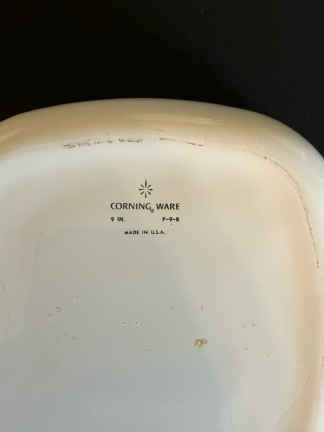 CORNING® WARE
9 IN. P-9-B
MADE IN U.S.A.